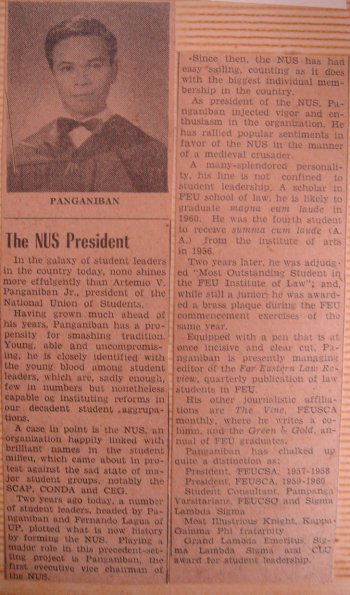 PANGANIBAN
The NUS President
In the galaxy of student leaders
in the country today, none shines
more efulgently than Artemio V.
Panganiban Jr., president of the
National Union of Students.
Having grown much ahead of
his years, Panganiban has a pro-
pensity for smashing tradition.
Young, able and uncompromis-
ing, he is closely identified with
the young blood among student
leaders, which are, sadly enough,
few in numbers but nonetheless
capable og instituting reforms in
our decadent student aggrupa-
tions.
A case in point is the NUS, an
organization happily linked with
brilliant names in the student
milieu, which came about in pro-
test against the sad state of ma-
jor student groups, notably the
SCAP, CONDA and CEG.
Two years ago today, a number
of student leaders, headed by Pa-
nganiban and Fernando Lagua of
UP, plotted what is now history
by forming the NUS. Playing a
major role in this precedent-set-
ting project is Panganiban, the
first executive vice chairman of
the NUS.
Since then, the NUS has had
easy sailing, counting as it does
with the biggest individual mem-
bership in the country.
As president of the NUS, Pa-
nganiban injected vigor and en-
thusiasm in the organization. He
has rallied popular sentiments in
favor of the NUS in the manner
of a medieval crusader.
A many-splendored personali-
ty, his line is not confined to
student leadership. A scholar in
FEU school of law, he is likely to
graduate magna cum laude in
1960. He was the fourth student
to receive summa cum laude (A.
A.) from the institute of arts
in 1956.
Two years later, he was adjudg-
ed "Most Outstanding Student in
the FEU Institute of Law"; and,
while still a junior he was award-
ed a brass plaque during the FEU
commencement exercises of the
same year.
Equipped with a pen that is at
once incisive and clear cut, Pa-
nganiban is presently managing
editor of the Far Eastern Law Re-
view, quarterly publication of law
students in FEU.
His other journalistic affilia-
tions are The Vine, FEUSCA
monthly, where he writes a co-
lumn, and the Green & Gold, an-
nual of FEU graduates.
Panganiban has chalked up
quite a distinction as:
President, FEUCSA, 1957-1958
President, FEUSCA, 1959-1960
Student Consultant, Pampanga
Varsitarian, FEUCSO and Sigma
Lambda Sigma
Most Illustrious Knight, Kappa
Gamma Phi fraternity
Grand Lambda Emeritus, Sig-
ma Lambda Sigma and
award for student leadership.